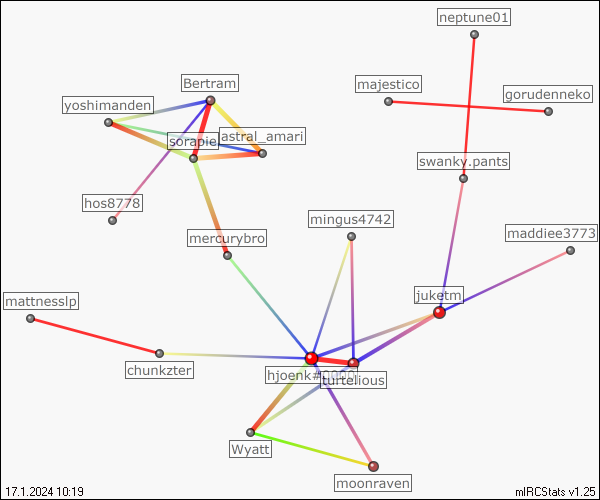 neptune01
Bertram
majestico
gorudenneko
yoshimanden
sorapie
astral_amari
swanky.pants
hos8778
mingus4742
mercurybro
maddiee3773
juketm
mattnesslp
chunkzter
hjoenk#0000
turtelious
Wyatt
moonraven
17.1.2024 10:19
mIRCStats v1.25